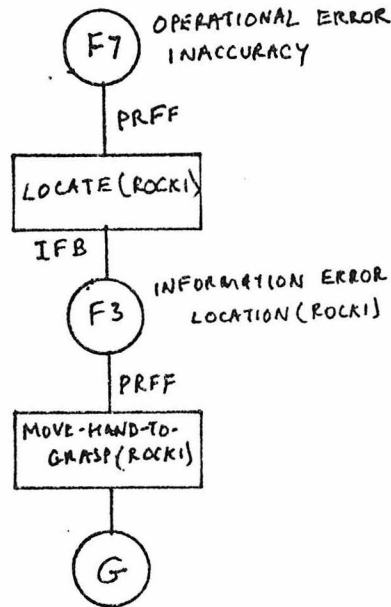 F7
OPERATIONAL ERROR
INACCURACY
PRFF
LOCATE(ROCK1)
IFB
F3
INFORMATION ERROR
LOCATION(ROCK1)
PRFF
MOVE-HAND-TO-
GRASP(ROCK1)
G